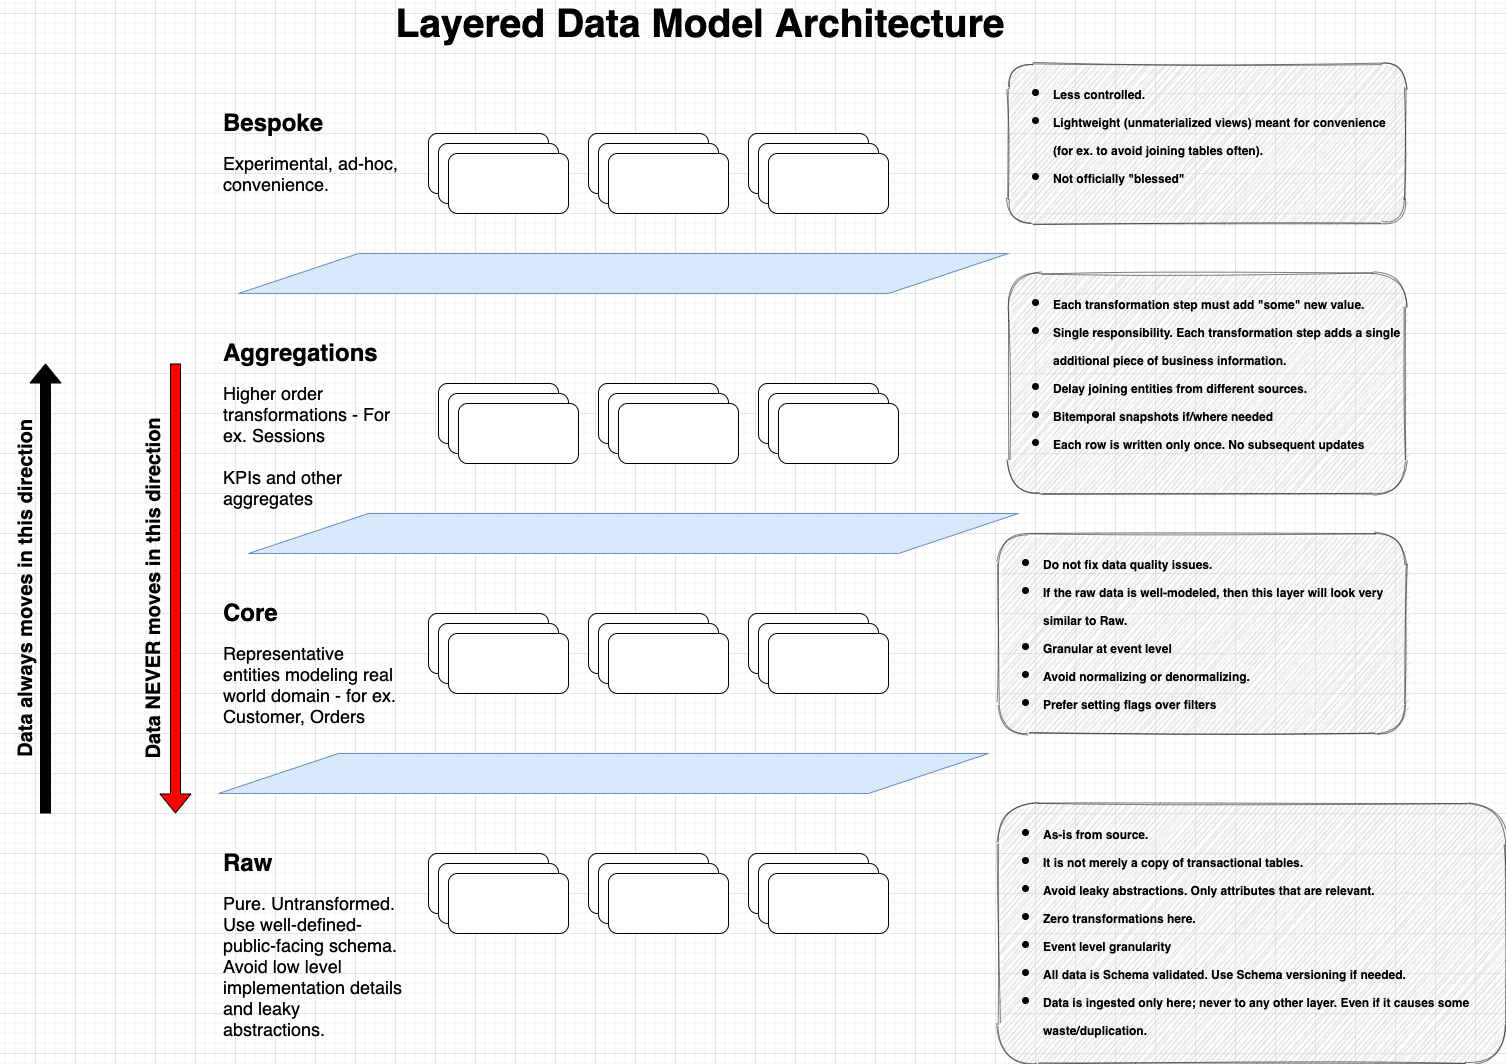 Layered Data Model Architecture
Bespoke
Experimental, ad-hoc,
convenience.
Less controlled.
Lightweight (unmaterialized views) meant for convenience
(for ex. to avoid joining tables often).
Not officially "blessed"
Data always moves in this direction
Data NEVER moves in this direction
Aggregations
Higher order
transformations - For
ex. Sessions
KPIs and other
aggregates
Each transformation step must add "some" new value.
Single responsibility. Each transformation step adds a single
additional piece of business information.
Delay joining entities from different sources.
Bitemporal snapshots if/where needed
Each row is written only once. No subsequent updates
Core
Representative
entities modeling real
world domain - for ex.
Customer, Orders
Do not fix data quality issues.
If the raw data is well-modeled, then this layer will look very
similar to Raw.
Granular at event level
Avoid normalizing or denormalizing.
Prefer setting flags over filters
Raw
Pure. Untransformed.
Use well-defined-
public-facing schema.
Avoid low level
implementation details
and leaky
abstractions.
As-is from source.
It is not merely a copy of transactional tables.
Avoid leaky abstractions. Only attributes that are relevant.
Zero transformations here.
Event level granularity
All data is Schema validated. Use Schema versioning if needed.
Data is ingested only here; never to any other layer. Even if it causes some
waste/duplication.